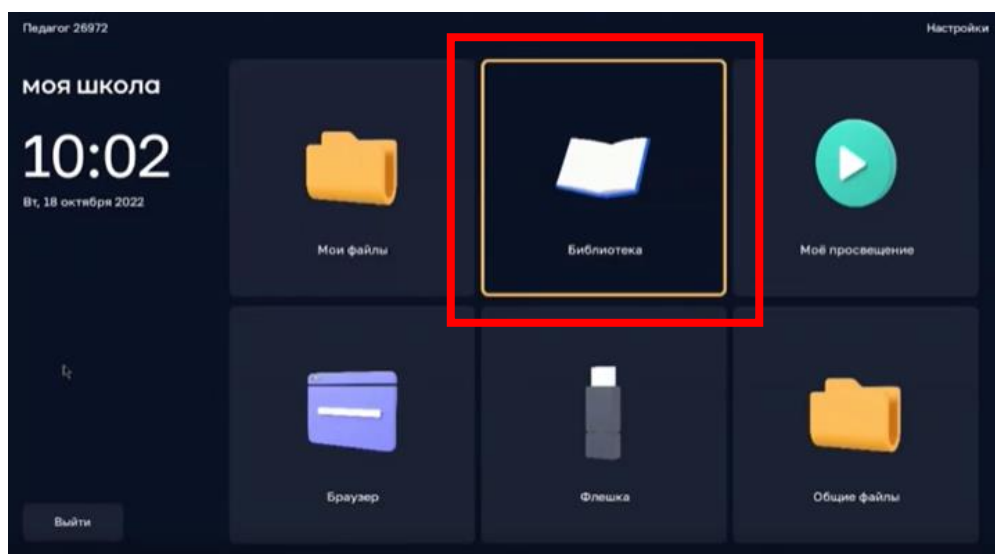 Педагог 26972
Настройки
моя школа
10:02
Вт, 18 октября 2022
Мои файлы
Библиотека
Моё просвещение
Браузер
Флешка
Общие файлы
Выйти